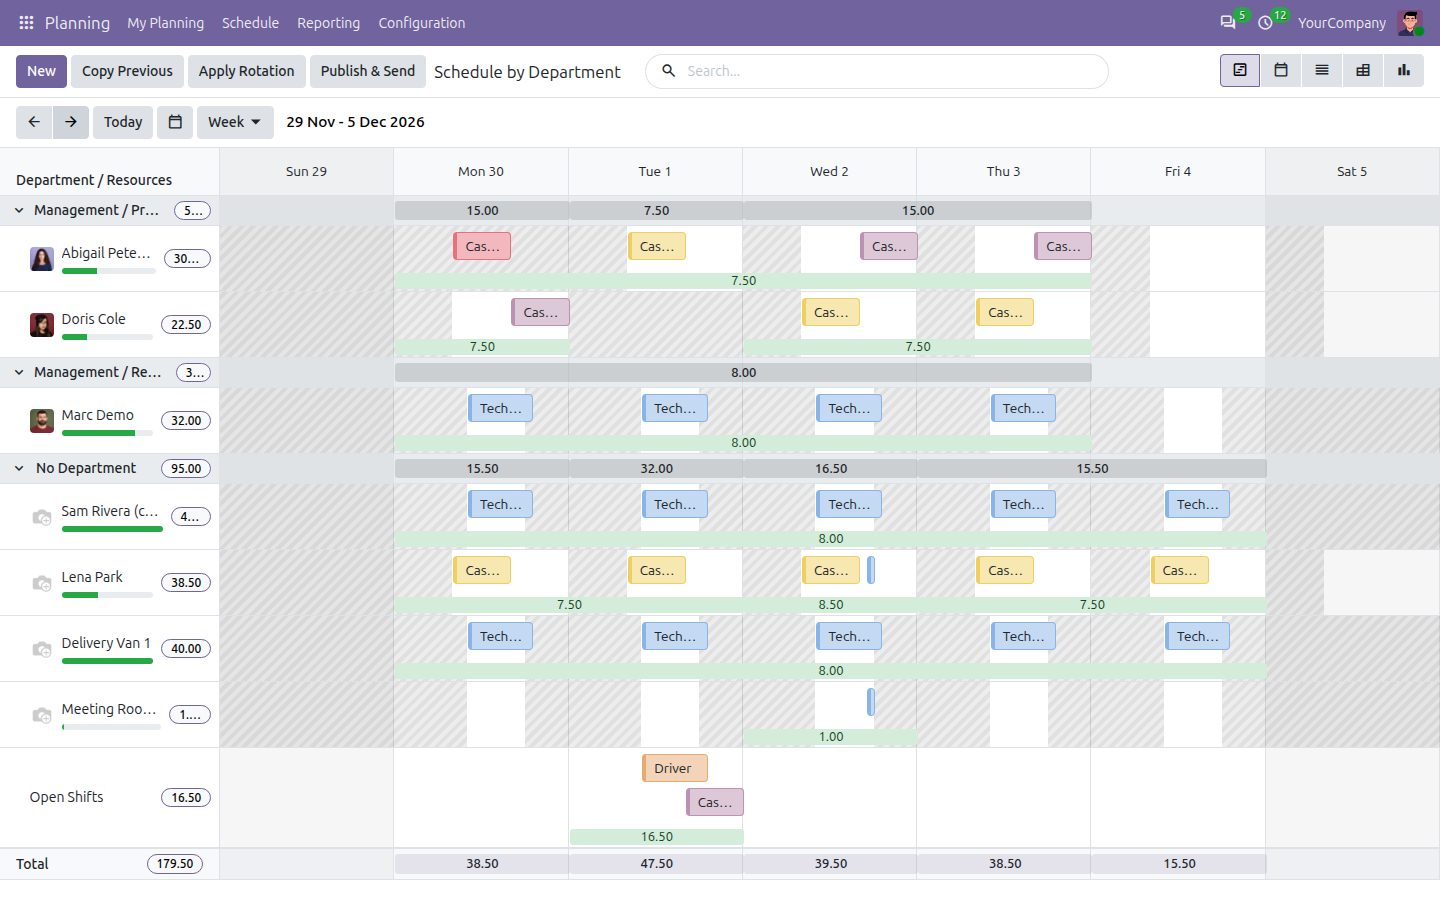 Planning My Planning Schedule Reporting Configuration 5 12 YourCompany
New Copy Previous Apply Rotation Publish & Send Schedule by Department Search...
Today Week 29 Nov - 5 Dec 2026
Department / Resources Sun 29 Mon 30 Tue 1 Wed 2 Thu 3 Fri 4 Sat 5
Management / Pr... 5... 15.00 7.50 15.00
Abigail Pete... 30... Cas... Cas... Cas... Cas...
7.50
Doris Cole 22.50 Cas... Cas... Cas...
7.50 7.50
Management / Re... 3... 8.00
Marc Demo 32.00 Tech... Tech... Tech... Tech...
8.00
No Department 95.00 15.50 32.00 16.50 15.50
Sam Rivera (c... 4... Tech... Tech... Tech... Tech... Tech...
8.00
Lena Park 38.50 Cas... Cas... Cas... Cas... Cas...
7.50 8.50 7.50
Delivery Van 1 40.00 Tech... Tech... Tech... Tech... Tech...
8.00
Meeting Roo... 1....
1.00
Driver
Open Shifts 16.50 Cas...
16.50
Total 179.50 38.50 47.50 39.50 38.50 15.50